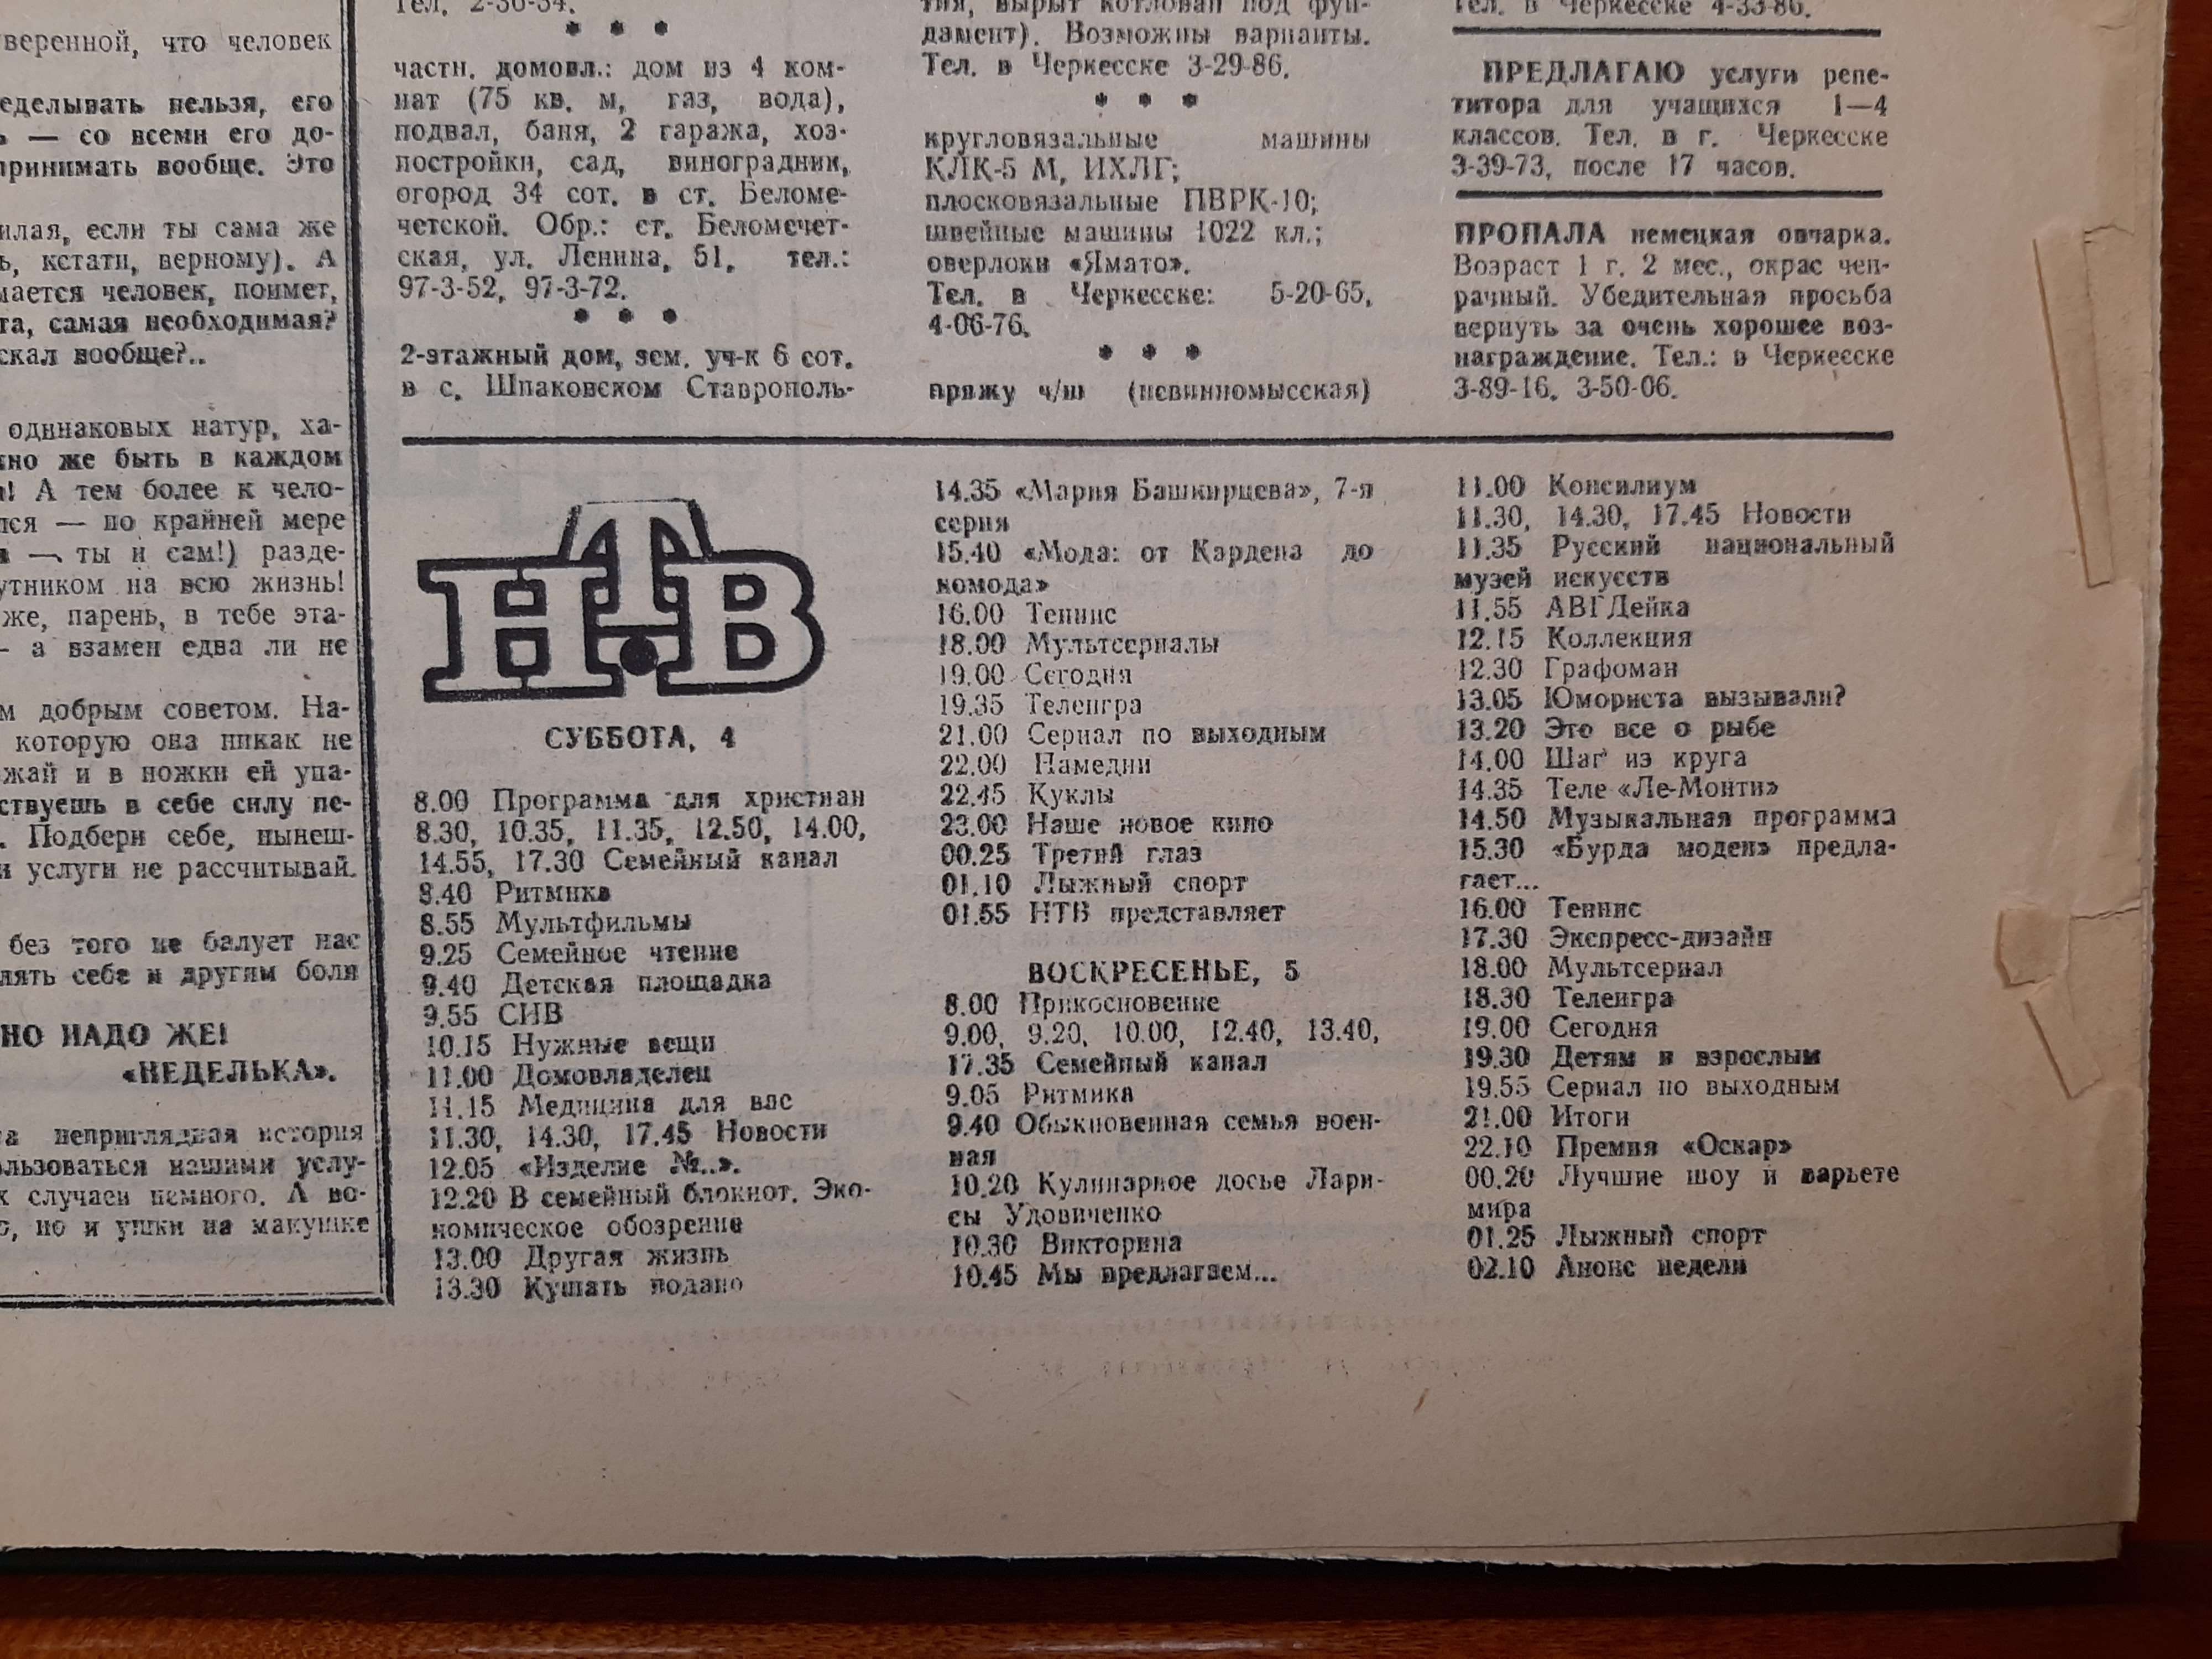 уверенной, что человек
еделывать нельзя, его
— со всеми его до-
принимать вообще. Это
милая, если ты сама же
кстати, верному). А
мается человек, поймет,
та, самая необходимая?
скал вообще?..
одинаковых натур, ха-
но же быть в каждом
А тем более к чело-
лся — по крайней мере
— ты и сам!) разде-
утником на всю жизнь!
же, парень, в тебе эта-
— а взамен едва ли не
м добрым советом. На-
которую она никак не
жай и в ножки ей упа-
ствуешь в себе силу пе-
Подбери себе, нынеш-
и услуги не рассчитывай.
без того не балует нас
лять себе и другим боли
НО НАДО ЖЕ!
«НЕДЕЛЬКА».
неприглядная история
ользоваться нашими услу-
х случаев немного. А во-
о, но и ушки на макушке
Тел. 2-30-54.
* * *
частн. домовл.: дом из 4 ком-
нат (75 кв. м, газ, вода),
подвал, баня, 2 гаража, хоз-
постройки, сад, виноградник,
огород 34 сот. в ст. Беломе-
четской. Обр.: ст. Беломечет-
ская, ул. Ленина, 51, тел.:
97-3-52, 97-3-72.
* * *
2-этажный дом, зем. уч-к 6 сот.
в с. Шпаковском Ставрополь-
тия, вырыт котлован под фун-
дамент). Возможны варианты.
Тел. в Черкесске 3-29-86.
* * *
кругловязальные машины
КЛК-5 М, ИХЛГ;
плосковязальные ПВРК-10;
швейные машины 1022 кл.;
оверлоки «Ямато».
Тел. в Черкесске: 5-20-65,
4-06-76.
* * *
пряжу ч/ш (невинномысская)
Тел. в Черкесске 4-33-86.
ПРЕДЛАГАЮ услуги репе-
титора для учащихся 1—4
классов. Тел. в г. Черкесске
3-39-73, после 17 часов.
ПРОПАЛА немецкая овчарка.
Возраст 1 г. 2 мес., окрас чеп-
рачный. Убедительная просьба
вернуть за очень хорошее воз-
награждение. Тел.: в Черкесске
3-89-16, 3-50-06.
НТВ
СУББОТА, 4
8.00 Программа для христиан
8.30, 10.35, 11.35, 12.50, 14.00,
14.55, 17.30 Семейный канал
8.40 Ритмика
8.55 Мультфильмы
9.25 Семейное чтение
9.40 Детская площадка
9.55 СИВ
10.15 Нужные вещи
11.00 Домовладелец
11.15 Медицина для вас
11.30, 14.30, 17.45 Новости
12.05 «Изделие №..».
12.20 В семейный блокнот. Эко-
номическое обозрение
13.00 Другая жизнь
13.30 Кушать подано
14.35 «Мария Башкирцева», 7-я
серия
15.40 «Мода: от Кардена до
комода»
16.00 Теннис
18.00 Мультсериалы
19.00 Сегодня
19.35 Телеигра
21.00 Сериал по выходным
22.00 Намедни
22.45 Куклы
23.00 Наше новое кино
00.25 Третий глаз
01.10 Лыжный спорт
01.55 НТВ представляет
ВОСКРЕСЕНЬЕ, 5
8.00 Прикосновение
9.00, 9.20, 10.00, 12.40, 13.40,
17.35 Семейный канал
9.05 Ритмика
9.40 Обыкновенная семья воен-
ная
10.20 Кулинарное досье Лари-
сы Удовиченко
10.30 Викторина
10.45 Мы предлагаем...
11.00 Консилиум
11.30, 14.30, 17.45 Новости
11.35 Русский национальный
музей искусств
11.55 АВГДейка
12.15 Коллекция
12.30 Графоман
13.05 Юмориста вызывали?
13.20 Это все о рыбе
14.00 Шаг из круга
14.35 Теле «Ле-Монти»
14.50 Музыкальная программа
15.30 «Бурда моден» предла-
гает...
16.00 Теннис
17.30 Экспресс-дизайн
18.00 Мультсериал
18.30 Телеигра
19.00 Сегодня
19.30 Детям и взрослым
19.55 Сериал по выходным
21.00 Итоги
22.10 Премия «Оскар»
00.20 Лучшие шоу и варьете
мира
01.25 Лыжный спорт
02.10 Анонс недели